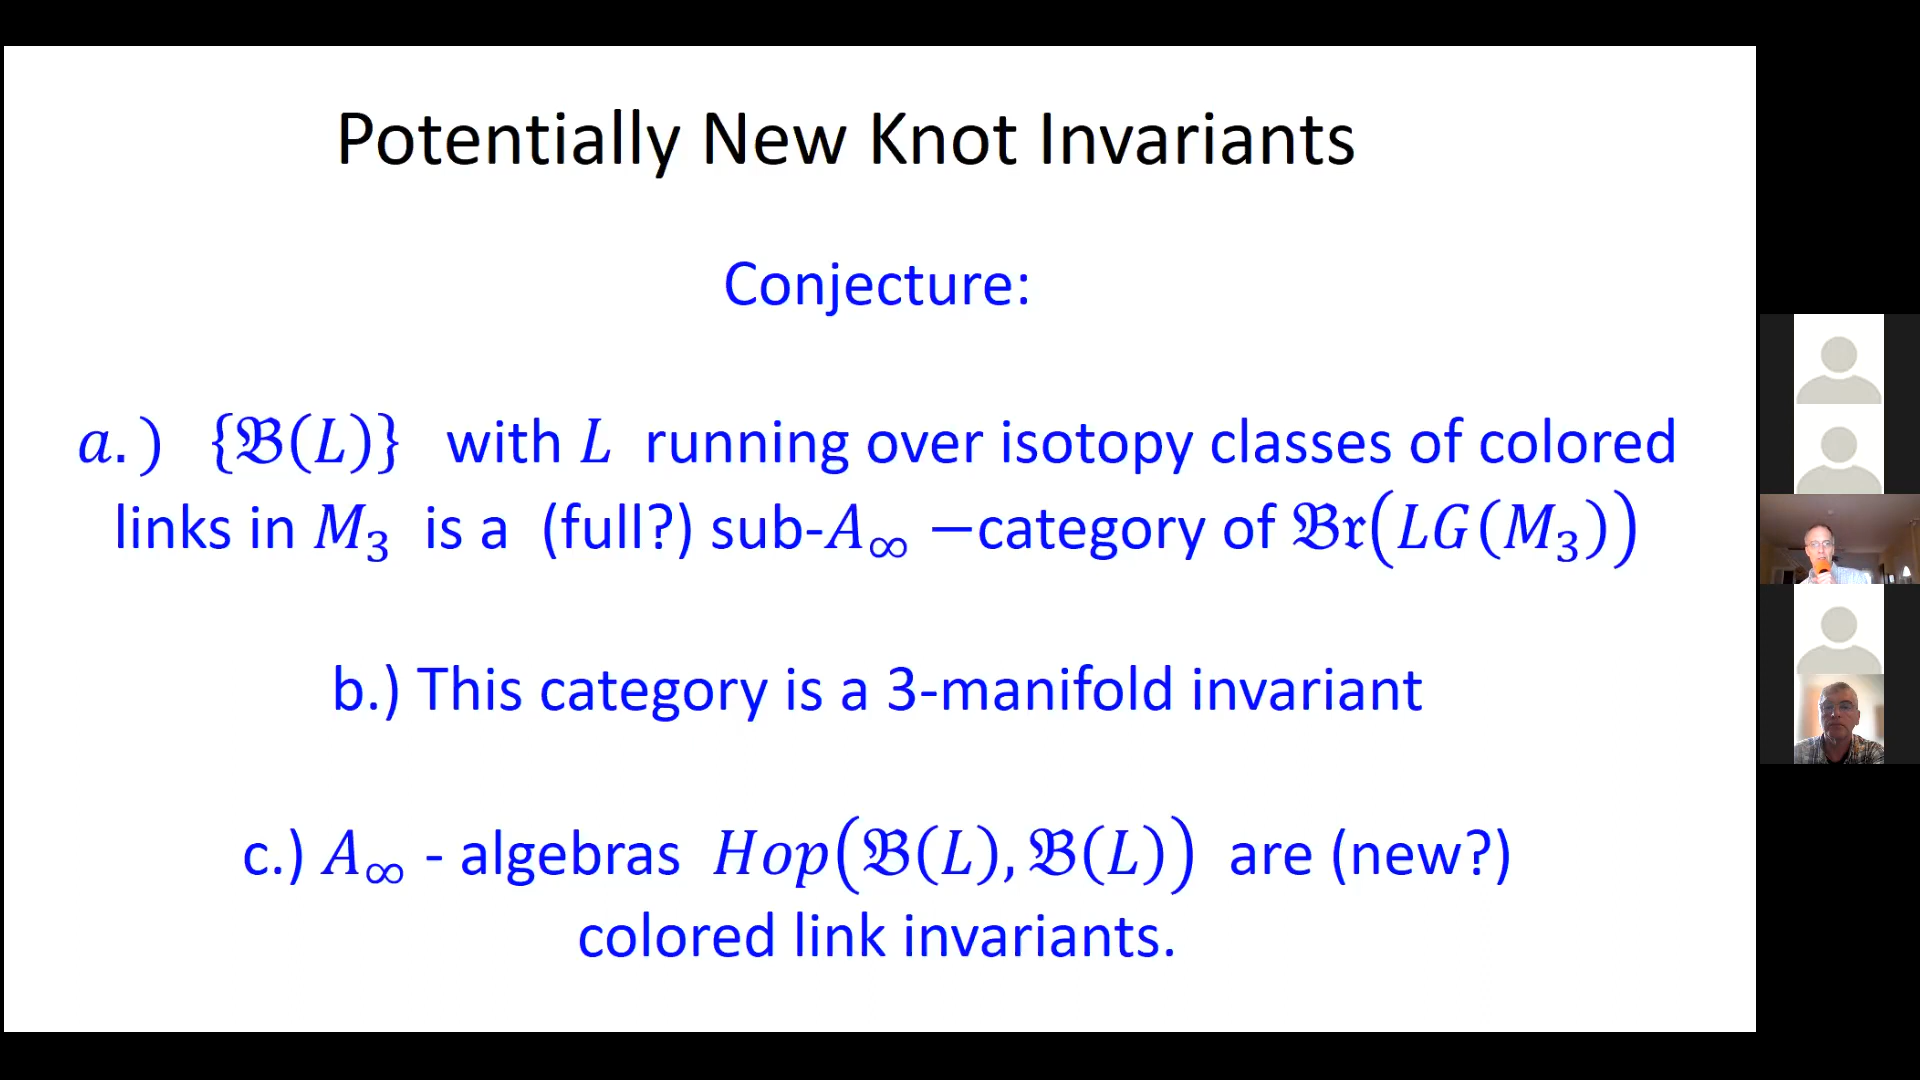 Potentially New Knot Invariants
Conjecture:
a.) {𝔅(L)} with L running over isotopy classes of colored
links in M₃ is a (full?) sub-A∞ −category of 𝔅𝔯(LG(M₃))
b.) This category is a 3-manifold invariant
c.) A∞ - algebras Hop(𝔅(L), 𝔅(L)) are (new?)
colored link invariants.